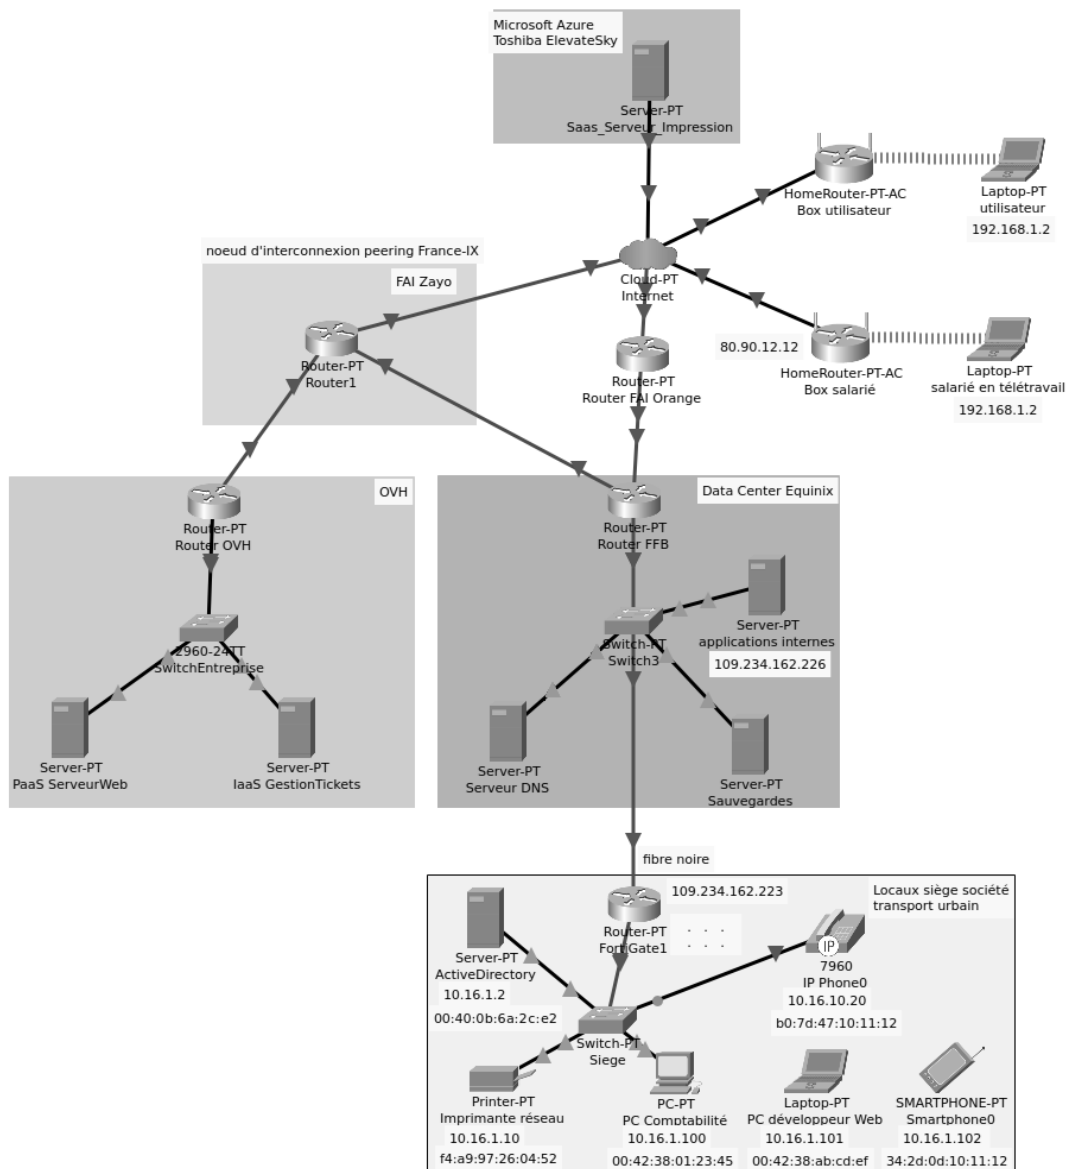 Microsoft Azure
Toshiba ElevateSky
Server-PT
Saas_Serveur_Impression
HomeRouter-PT-AC
Box utilisateur
Laptop-PT
utilisateur
192.168.1.2
noeud d'interconnexion peering France-IX
FAI Zayo
Cloud-PT
Internet
Router-PT
Router1
Router-PT
Router FAI Orange
80.90.12.12
HomeRouter-PT-AC
Box salarié
Laptop-PT
salarié en télétravail
192.168.1.2
OVH
Router-PT
Router OVH
2960-24TT
SwitchEntreprise
Server-PT
PaaS ServeurWeb
Server-PT
IaaS GestionTickets
Data Center Equinix
Router-PT
Router FFB
Switch-PT
Switch3
Server-PT
applications internes
109.234.162.226
Server-PT
Serveur DNS
Server-PT
Sauvegardes
fibre noire
Locaux siège société
transport urbain
109.234.162.223
Router-PT
FortiGate1
. . .
. . .
Server-PT
ActiveDirectory
10.16.1.2
00:40:0b:6a:2c:e2
IP
7960
IP Phone0
10.16.10.20
b0:7d:47:10:11:12
Switch-PT
Siege
Printer-PT
Imprimante réseau
10.16.1.10
f4:a9:97:26:04:52
PC-PT
PC Comptabilité
10.16.1.100
00:42:38:01:23:45
Laptop-PT
PC développeur Web
10.16.1.101
00:42:38:ab:cd:ef
SMARTPHONE-PT
Smartphone0
10.16.1.102
34:2d:0d:10:11:12